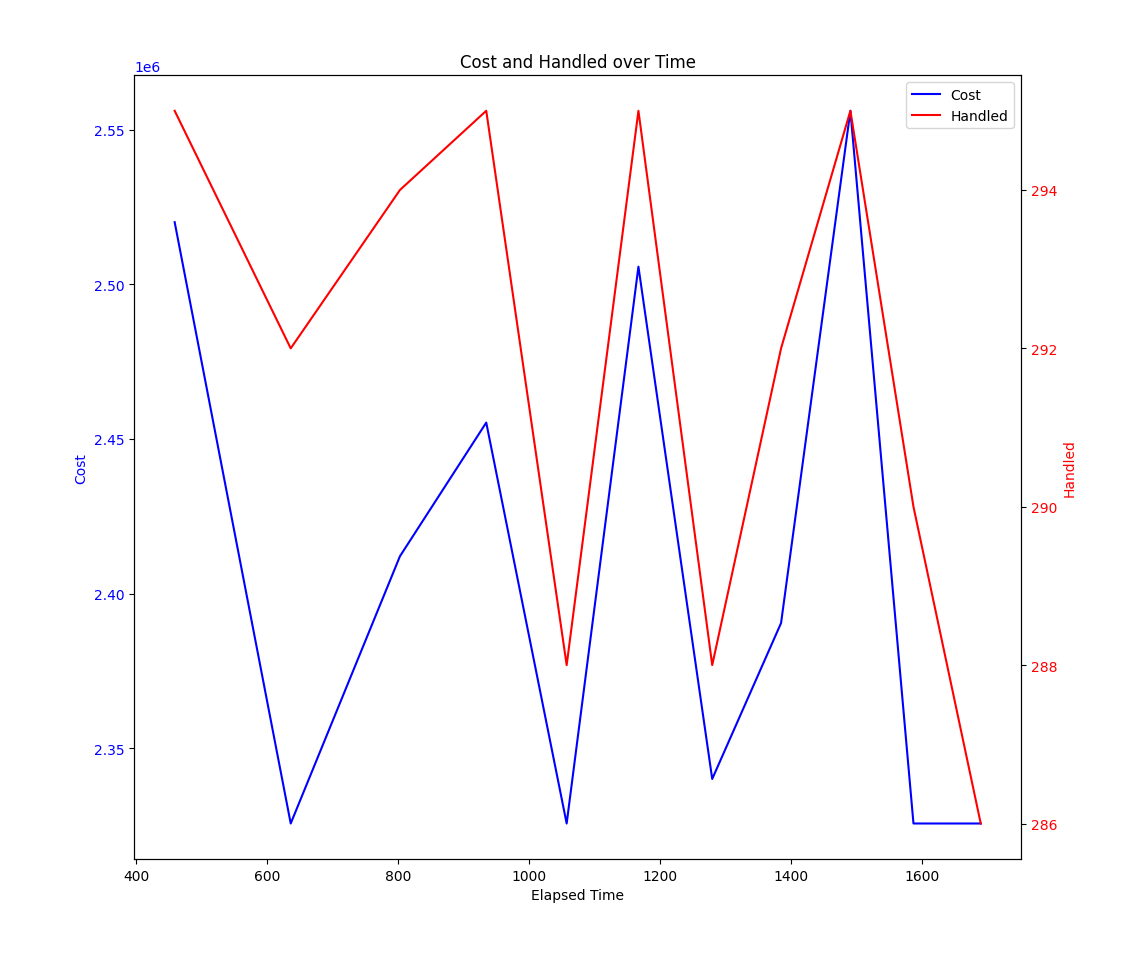 Cost and Handled over Time
1e6
Cost
Handled
2.55
2.50
2.45
2.40
2.35
Cost
294
292
290
288
286
Handled
400 600 800 1000 1200 1400 1600
Elapsed Time